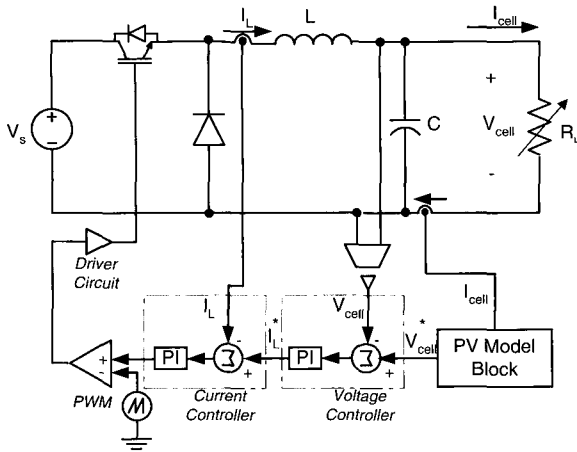 I_L
L
I_cell
+
+
V_s
-
C
V_cell
R_L
-
Driver
Circuit
I_L
V_cell
I_cell
-
I_L*
-
V_cell*
PI
Σ
PI
Σ
PV Model
Block
+
-
+
+
PWM
Current
Controller
Voltage
Controller